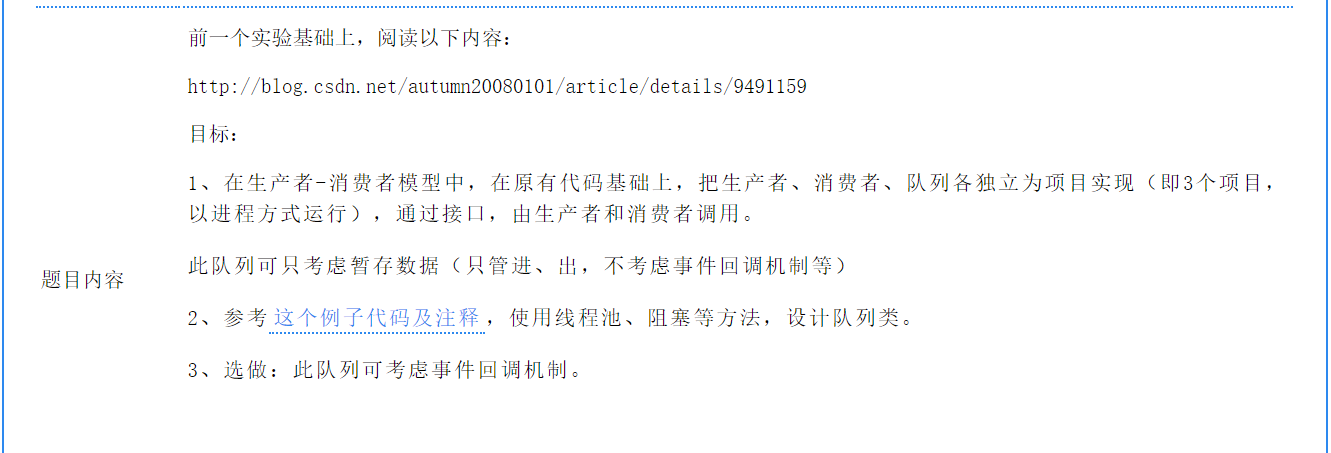 前一个实验基础上，阅读以下内容：
http://blog.csdn.net/autumn20080101/article/details/9491159
目标：
1、在生产者-消费者模型中，在原有代码基础上，把生产者、消费者、队列各独立为项目实现（即3个项目，
以进程方式运行），通过接口，由生产者和消费者调用。
此队列可只考虑暂存数据（只管进、出，不考虑事件回调机制等）
题目内容
2、参考这个例子代码及注释，使用线程池、阻塞等方法，设计队列类。
3、选做：此队列可考虑事件回调机制。